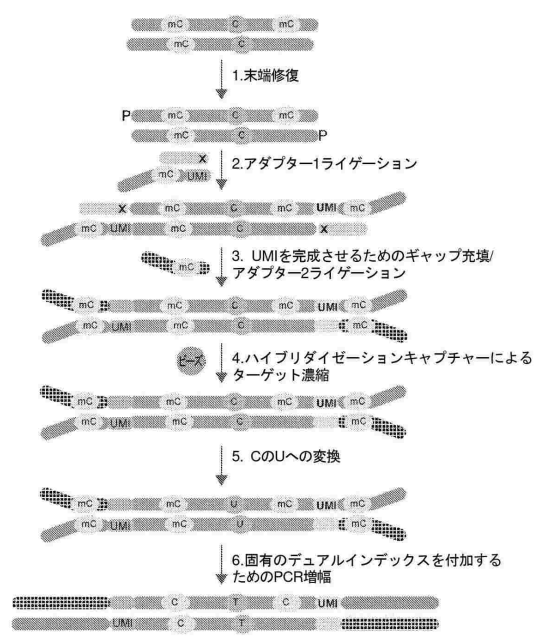 mC C mC
mC C
1.末端修復
P mC C mC
mC C P
x
mC UMI
2.アダプター1ライゲーション
x mC C mC UMI mC
mC UMI mC C x
mC
3. UMIを完成させるためのギャップ充填/
アダプター2ライゲーション
mC mC C mC UMI mC
mC UMI mC C mC
ビーズ
4.ハイブリダイゼーションキャプチャーによる
ターゲット濃縮
mC mC C mC UMI mC
mC UMI mC C mC
5. CのUへの変換
mC mC U mC UMI mC
mC UMI mC U mC
6.固有のデュアルインデックスを付加する
ためのPCR増幅
C T C UMI
UMI C T